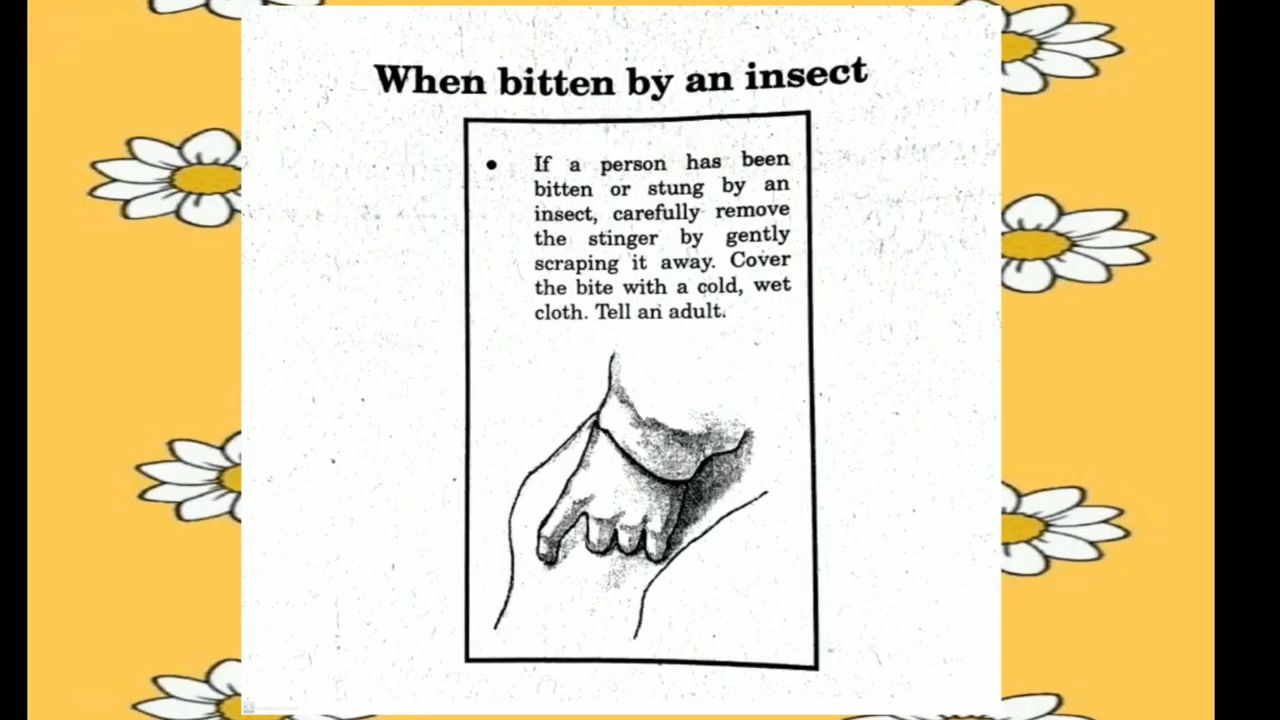 When bitten by an insect
• If a person has been
bitten or stung by an
insect, carefully remove
the stinger by gently
scraping it away. Cover
the bite with a cold, wet
cloth. Tell an adult.